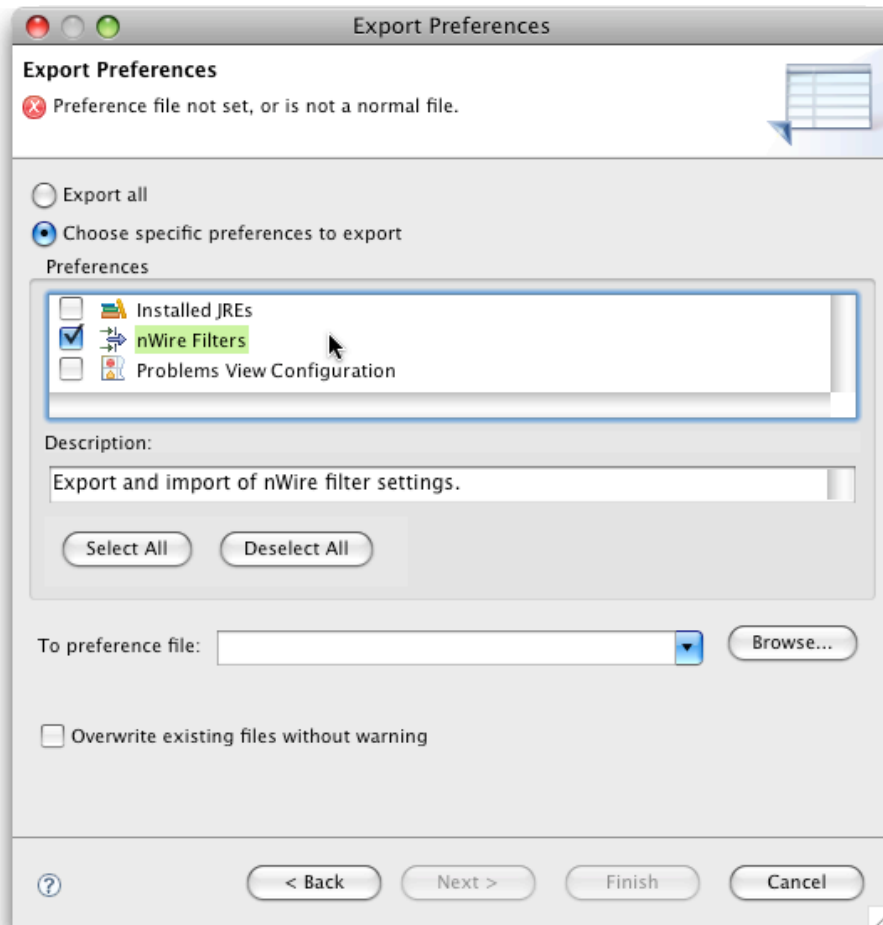 Export Preferences
Export Preferences
Preference file not set, or is not a normal file.
Export all
Choose specific preferences to export
Preferences
Installed JREs
nWire Filters
Problems View Configuration
Description:
Export and import of nWire filter settings.
Select All Deselect All
To preference file: Browse...
Overwrite existing files without warning
? < Back Next > Finish Cancel